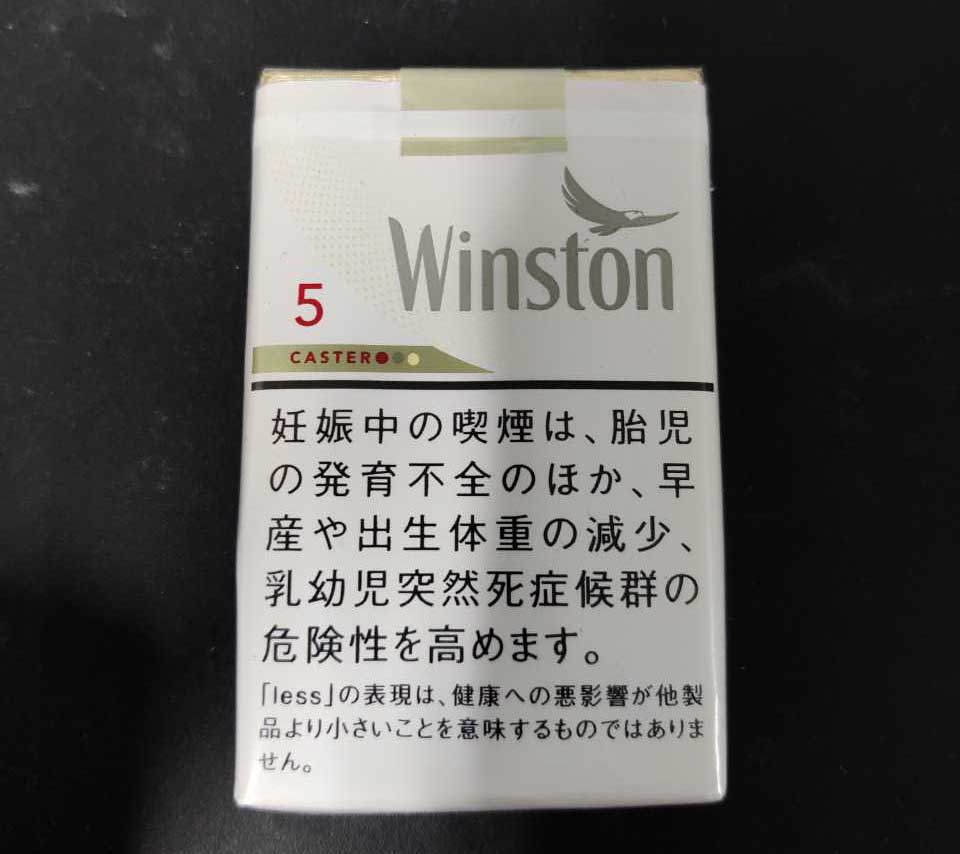 Winston
5
CASTER
妊娠中の喫煙は、胎児
の発育不全のほか、早
産や出生体重の減少、
乳幼児突然死症候群の
危険性を高めます。
「less」の表現は、健康への悪影響が他製
品より小さいことを意味するものではありま
せん。